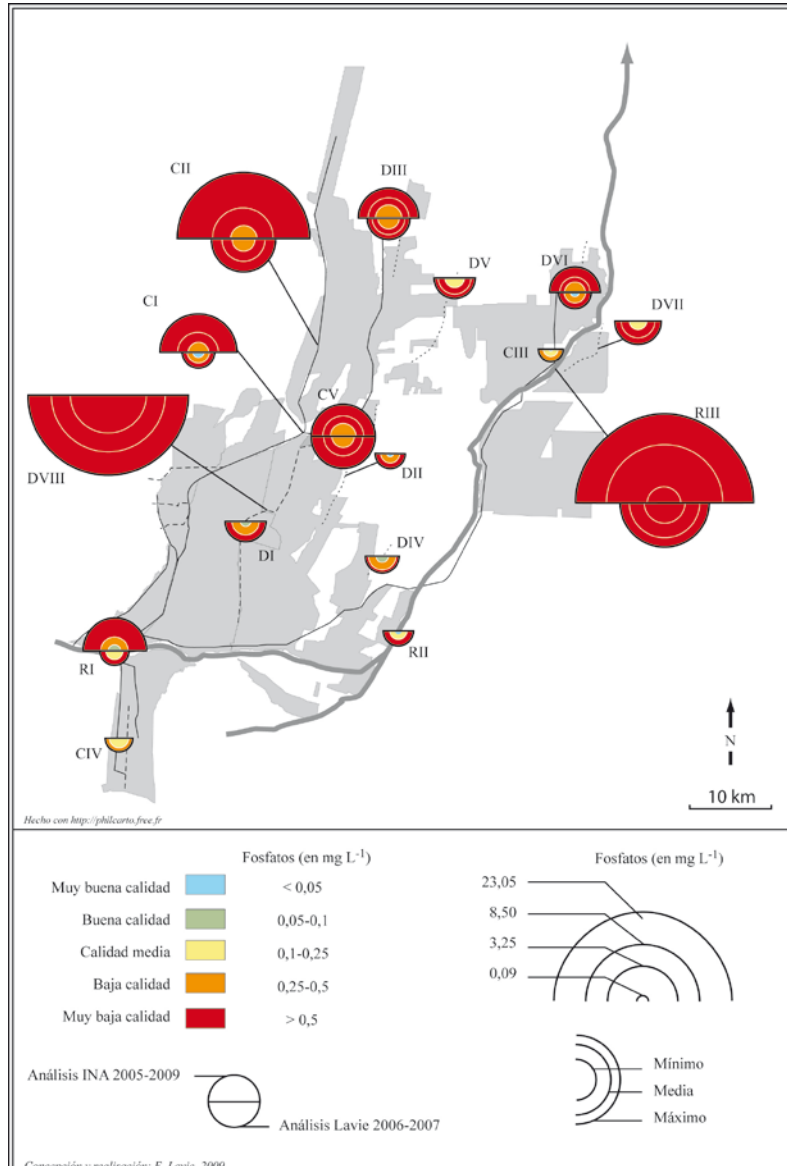 CII
DIII
DV
DVI
CI
DVII
CIII
CV
RIII
DVIII
DII
DI
DIV
RI
RII
CIV
N
10 km
Hecho con http://philcarto.free.fr
Fosfatos (en mg L-1)
Muy buena calidad < 0,05
Buena calidad 0,05-0,1
Calidad media 0,1-0,25
Baja calidad 0,25-0,5
Muy baja calidad > 0,5
Fosfatos (en mg L-1)
23,05
8,50
3,25
0,09
Análisis INA 2005-2009
Análisis Lavie 2006-2007
Mínimo
Media
Máximo
Concepción y realización: E. Lavie, 2009